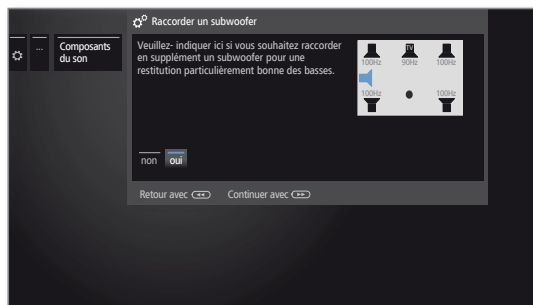 Raccorder un subwoofer
...
Composants
du son
Veuillez- indiquer ici si vous souhaitez raccorder
en supplément un subwoofer pour une
restitution particulièrement bonne des basses.
TV
100Hz 90Hz 100Hz
100Hz 100Hz
non oui
Retour avec Continuer avec